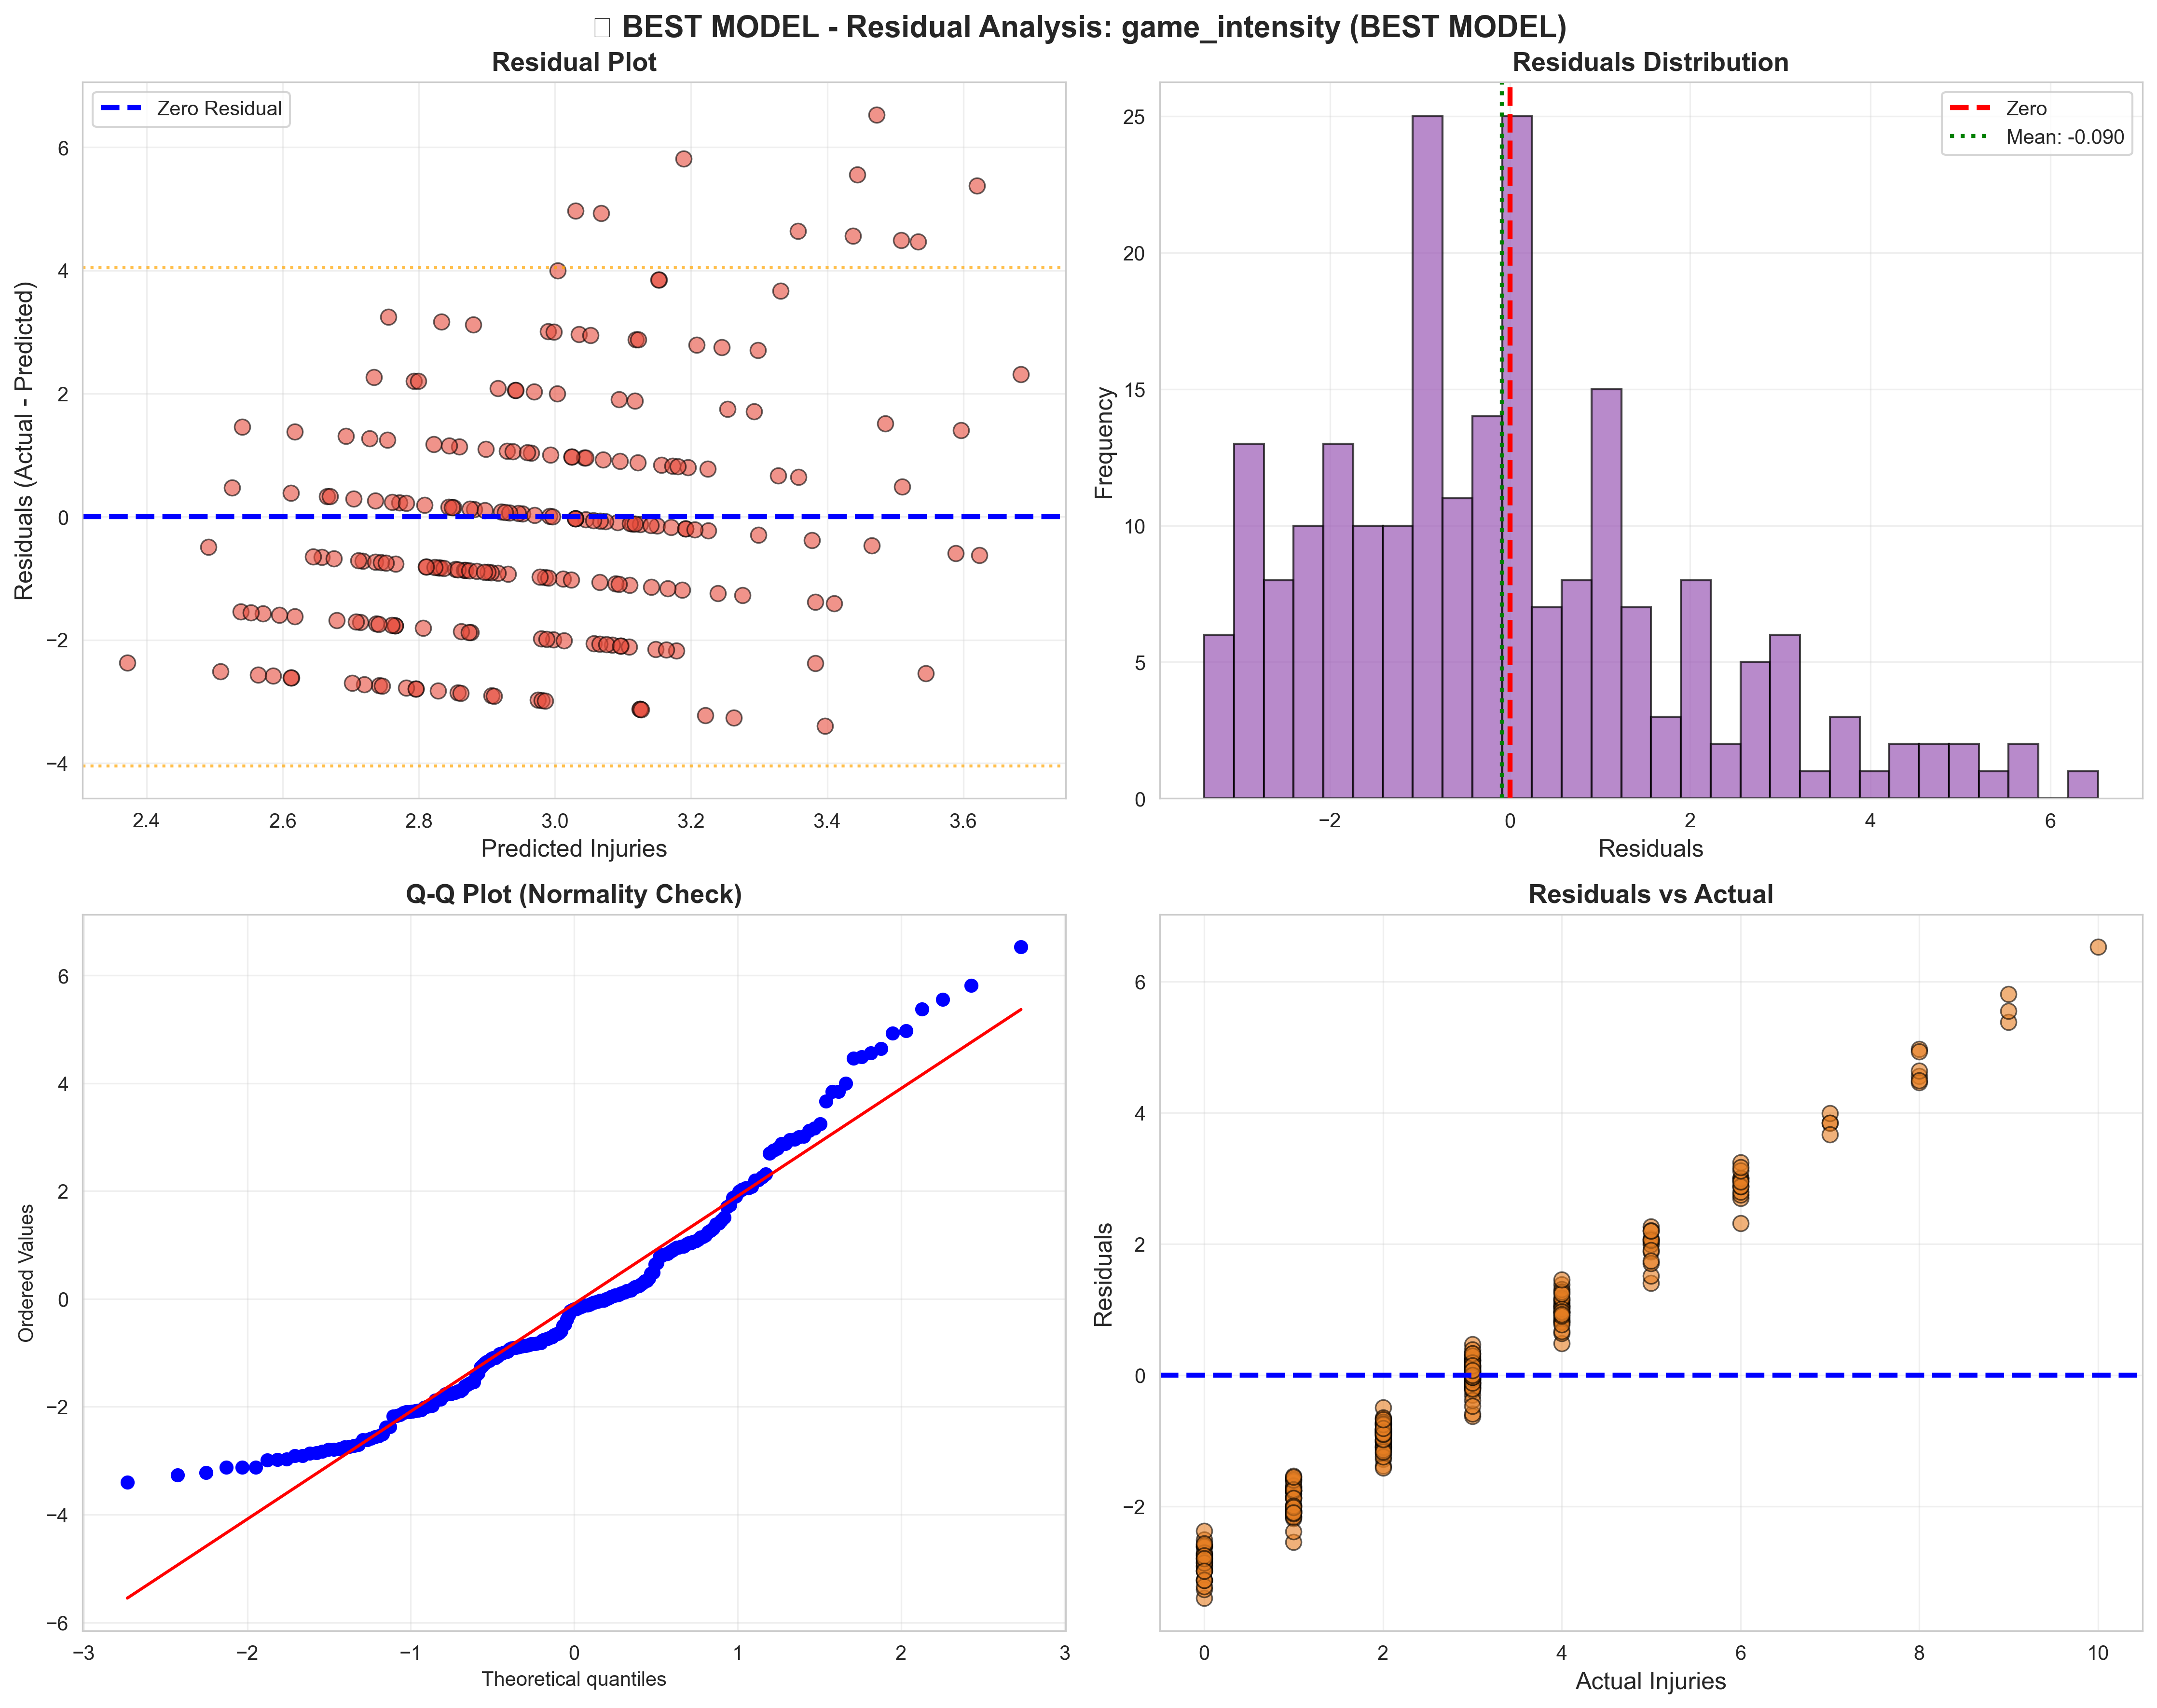 BEST MODEL - Residual Analysis: game_intensity (BEST MODEL)
Residual Plot
Zero Residual
6
4
2
0
−2
−4
Residuals (Actual - Predicted)
2.4 2.6 2.8 3.0 3.2 3.4 3.6
Predicted Injuries
Residuals Distribution
Zero
Mean: -0.090
25
20
15
10
5
0
Frequency
−2 0 2 4 6
Residuals
Q-Q Plot (Normality Check)
6
4
2
0
−2
−4
−6
Ordered Values
−3 −2 −1 0 1 2 3
Theoretical quantiles
Residuals vs Actual
6
4
2
0
−2
Residuals
0 2 4 6 8 10
Actual Injuries